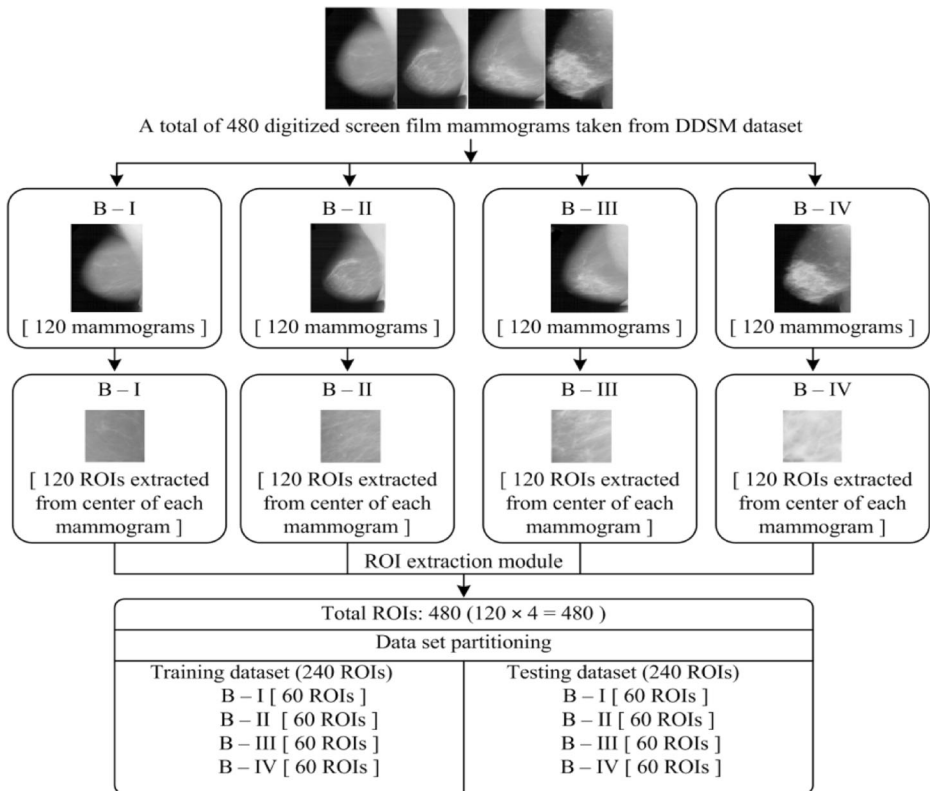 A total of 480 digitized screen film mammograms taken from DDSM dataset
B – I
[ 120 mammograms ]
B – II
[ 120 mammograms ]
B – III
[ 120 mammograms ]
B – IV
[ 120 mammograms ]
B – I
[ 120 ROIs extracted
from center of each
mammogram ]
B – II
[ 120 ROIs extracted
from center of each
mammogram ]
B – III
[ 120 ROIs extracted
from center of each
mammogram ]
B – IV
[ 120 ROIs extracted
from center of each
mammogram ]
ROI extraction module
Total ROIs: 480 (120 × 4 = 480 )
Data set partitioning
Training dataset (240 ROIs)
B – I [ 60 ROIs ]
B – II [ 60 ROIs ]
B – III [ 60 ROIs ]
B – IV [ 60 ROIs ]
Testing dataset (240 ROIs)
B – I [ 60 ROIs ]
B – II [ 60 ROIs ]
B – III [ 60 ROIs ]
B – IV [ 60 ROIs ]